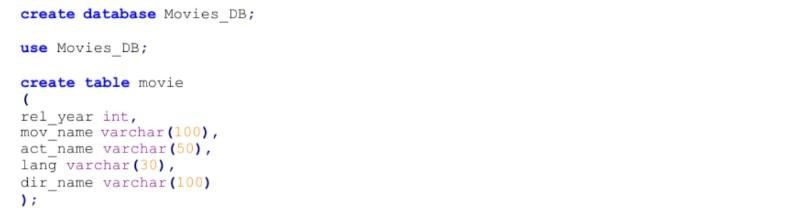 create database Movies_DB;
use Movies_DB;
create table movie
(
rel_year int,
mov_name varchar(100),
act_name varchar(50),
lang varchar(30),
dir_name varchar(100)
);